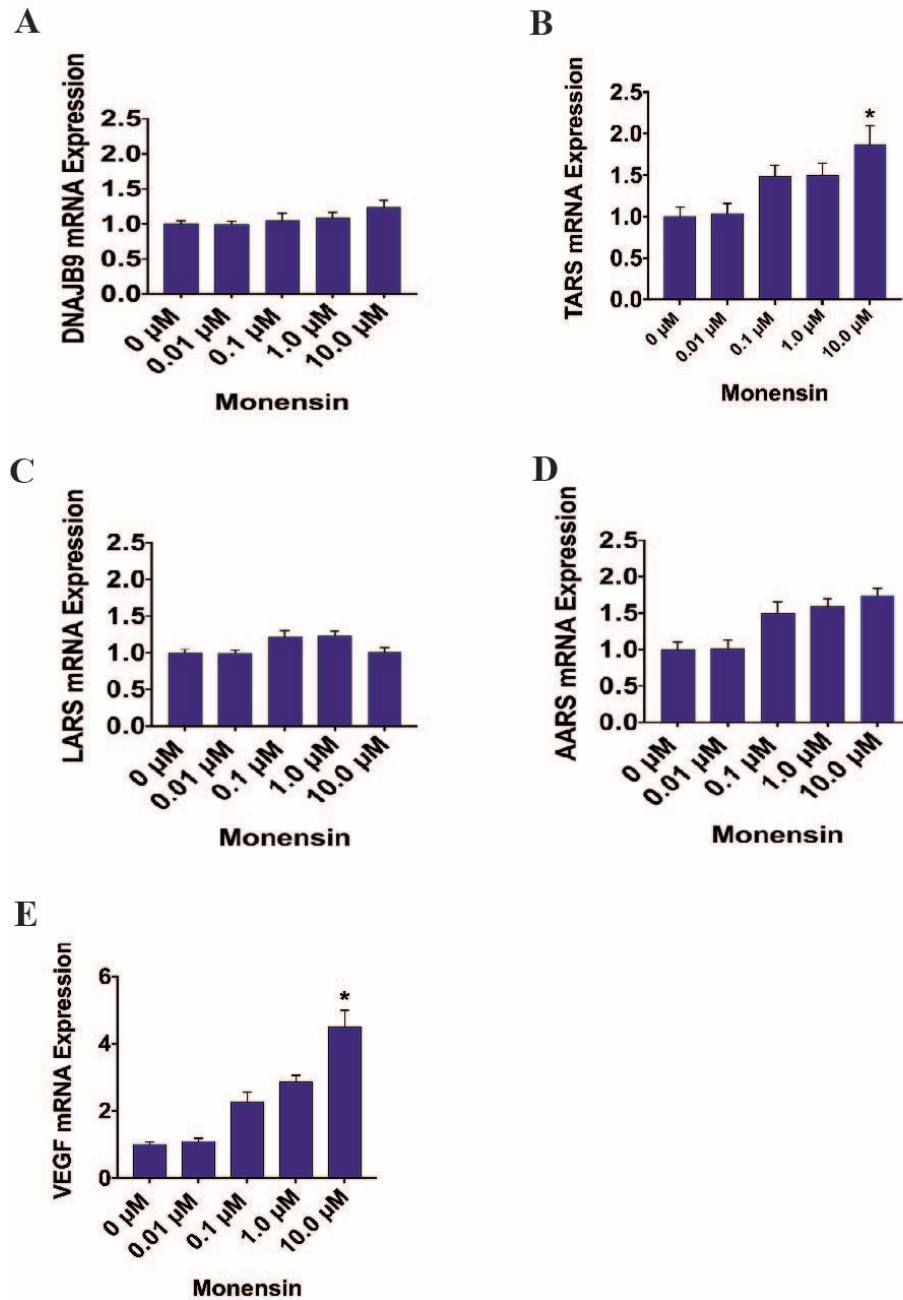 A
DNAJB9 mRNA Expression
2.5
2.0
1.5
1.0
0.5
0.0
0 µM
0.01 µM
0.1 µM
1.0 µM
10.0 µM
Monensin
B
TARS mRNA Expression
2.5
2.0
1.5
1.0
0.5
0.0
*
0 µM
0.01 µM
0.1 µM
1.0 µM
10.0 µM
Monensin
C
LARS mRNA Expression
2.5
2.0
1.5
1.0
0.5
0.0
0 µM
0.01 µM
0.1 µM
1.0 µM
10.0 µM
Monensin
D
AARS mRNA Expression
2.5
2.0
1.5
1.0
0.5
0.0
0 µM
0.01 µM
0.1 µM
1.0 µM
10.0 µM
Monensin
E
VEGF mRNA Expression
6
4
2
0
*
0 µM
0.01 µM
0.1 µM
1.0 µM
10.0 µM
Monensin